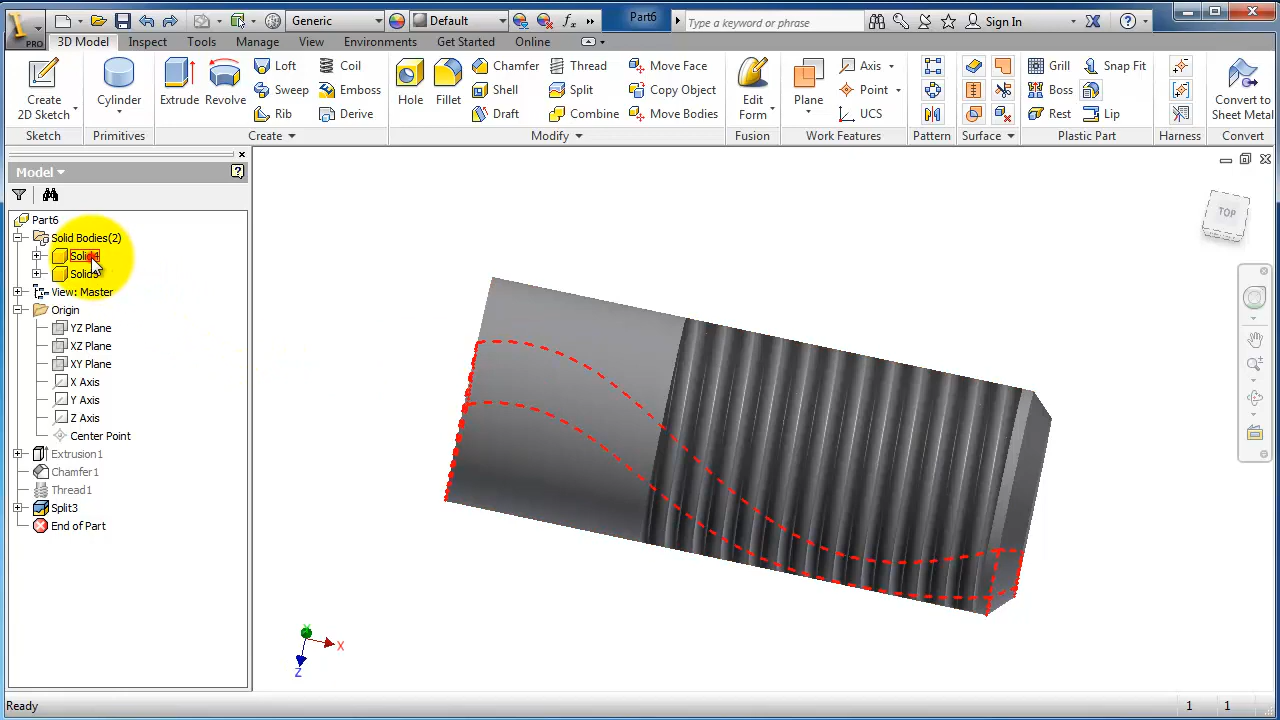 PRO
Generic
Default
fx
Part6
Type a keyword or phrase
Sign In
3D Model
Inspect
Tools
Manage
View
Environments
Get Started
Online
Create
2D Sketch
Sketch
Cylinder
Primitives
Extrude
Revolve
Loft
Sweep
Rib
Coil
Emboss
Derive
Create
Hole
Fillet
Chamfer
Shell
Draft
Thread
Split
Combine
Move Face
Copy Object
Move Bodies
Modify
Edit
Form
Fusion
Plane
Axis
Point
UCS
Work Features
Pattern
Surface
Grill
Boss
Rest
Snap Fit
Lip
Plastic Part
Harness
Convert to
Sheet Metal
Convert
Model
Part6
Solid Bodies(2)
View: Master
Origin
YZ Plane
XZ Plane
XY Plane
X Axis
Y Axis
Z Axis
Center Point
Extrusion1
Chamfer1
Thread1
Split3
End of Part
TOP
Y
X
Z
Ready
1
1